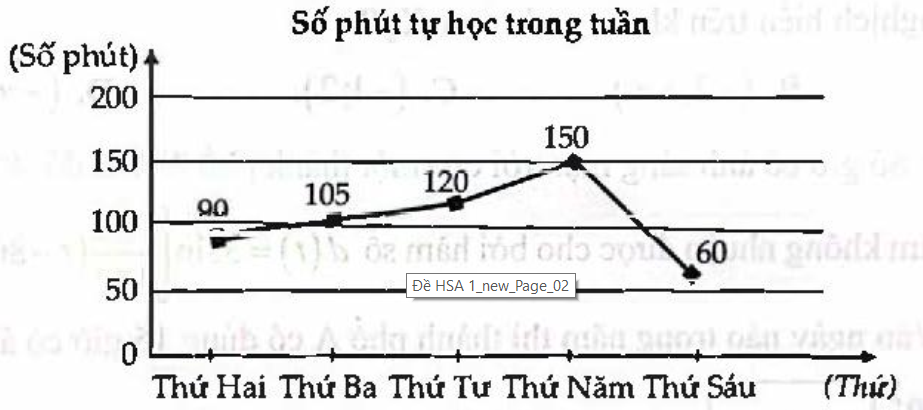 Số phút tự học trong tuần
(Số phút)
200
150
150
120
105
90
100
60
50
0
Đề HSA 1_new_Page_02
Thứ Hai Thứ Ba Thứ Tư Thứ Năm Thứ Sáu (Thứ)